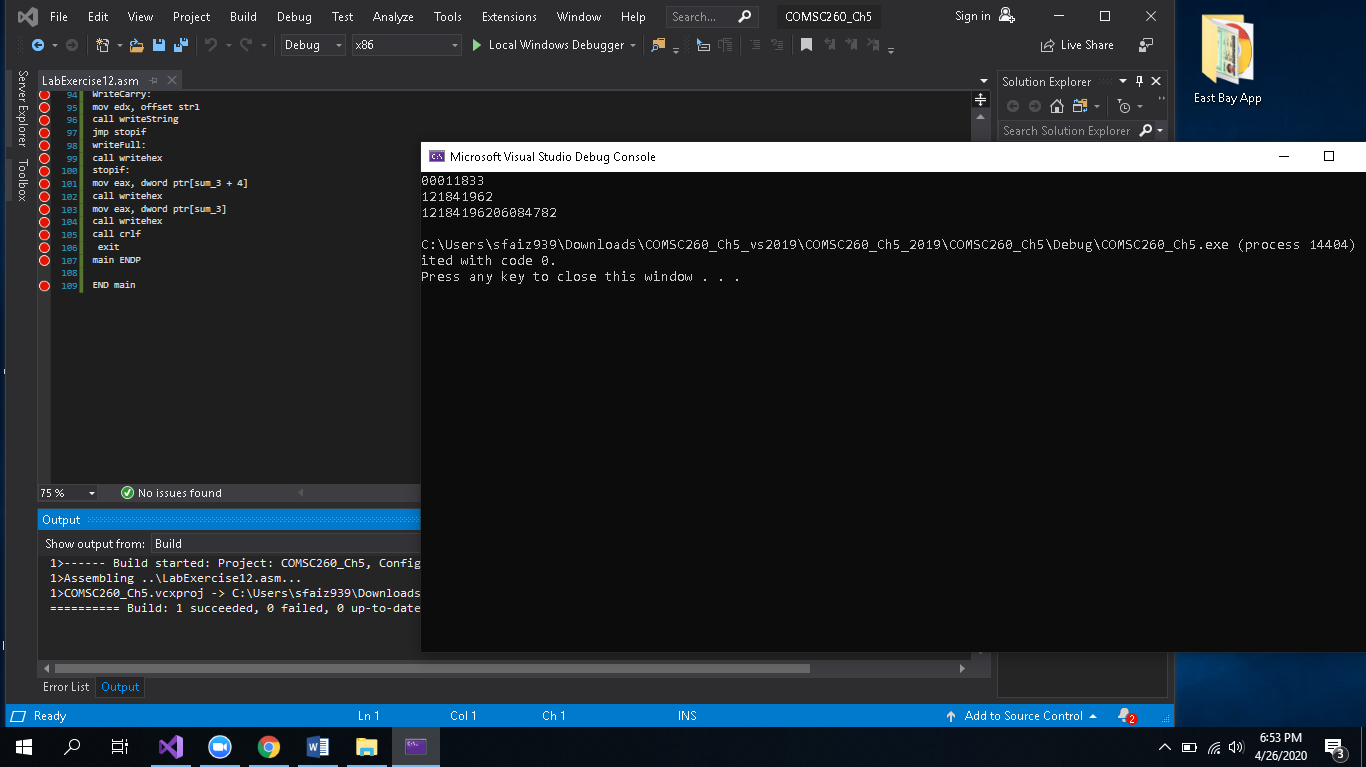 File Edit View Project Build Debug Test Analyze Tools Extensions Window Help Search... COMSC260_Ch5 Sign in
Debug x86 Local Windows Debugger Live Share
East Bay App
Server Explorer
Toolbox
LabExercise12.asm
94 WriteCarry:
95 mov edx, offset str1
96 call writeString
97 jmp stopif
98 writeFull:
99 call writehex
100 stopif:
101 mov eax, dword ptr[sum_3 + 4]
102 call writehex
103 mov eax, dword ptr[sum_3]
104 call writehex
105 call crlf
106 exit
107 main ENDP
108
109 END main
Solution Explorer
Search Solution Explorer
Microsoft Visual Studio Debug Console
00011833
121841962
12184196206084782
C:\Users\sfaiz939\Downloads\COMSC260_Ch5_vs2019\COMSC260_Ch5_2019\COMSC260_Ch5\Debug\COMSC260_Ch5.exe (process 14404)
ited with code 0.
Press any key to close this window . . .
75 % No issues found
Output
Show output from: Build
1>------ Build started: Project: COMSC260_Ch5, Config
1>Assembling ..\LabExercise12.asm...
1>COMSC260_Ch5.vcxproj -> C:\Users\sfaiz939\Downloads
========== Build: 1 succeeded, 0 failed, 0 up-to-date
Error List Output
Ready Ln 1 Col 1 Ch 1 INS Add to Source Control 2
6:53 PM
4/26/2020
3